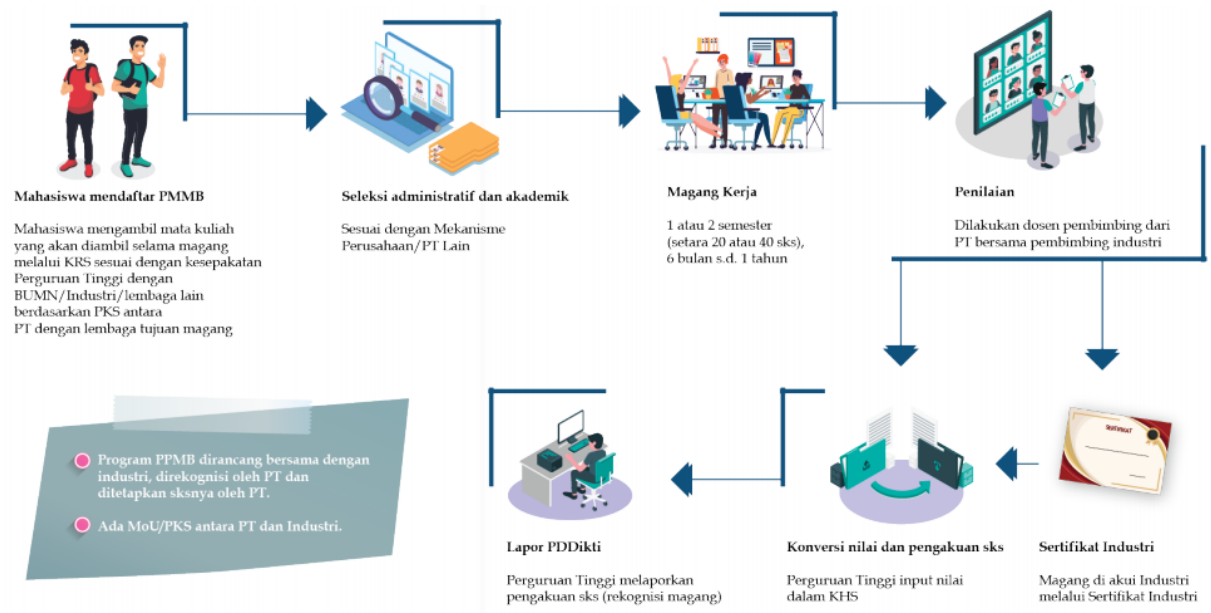 Mahasiswa mendaftar PMMB
Mahasiswa mengambil mata kuliah
yang akan diambil selama magang
melalui KRS sesuai dengan kesepakatan
Perguruan Tinggi dengan
BUMN/Industri/lembaga lain
berdasarkan PKS antara
PT dengan lembaga tujuan magang
Seleksi administratif dan akademik
Sesuai dengan Mekanisme
Perusahaan/PT Lain
Magang Kerja
1 atau 2 semester
(setara 20 atau 40 sks),
6 bulan s.d. 1 tahun
Penilaian
Dilakukan dosen pembimbing dari
PT bersama pembimbing industri
SERTIFIKAT
Sertifikat Industri
Magang di akui Industri
melalui Sertifikat Industri
Konversi nilai dan pengakuan sks
Perguruan Tinggi input nilai
dalam KHS
Lapor PDDikti
Perguruan Tinggi melaporkan
pengakuan sks (rekognisi magang)
Program PPMB dirancang bersama dengan
industri, direkognisi oleh PT dan
ditetapkan sksnya oleh PT.
Ada MoU/PKS antara PT dan Industri.